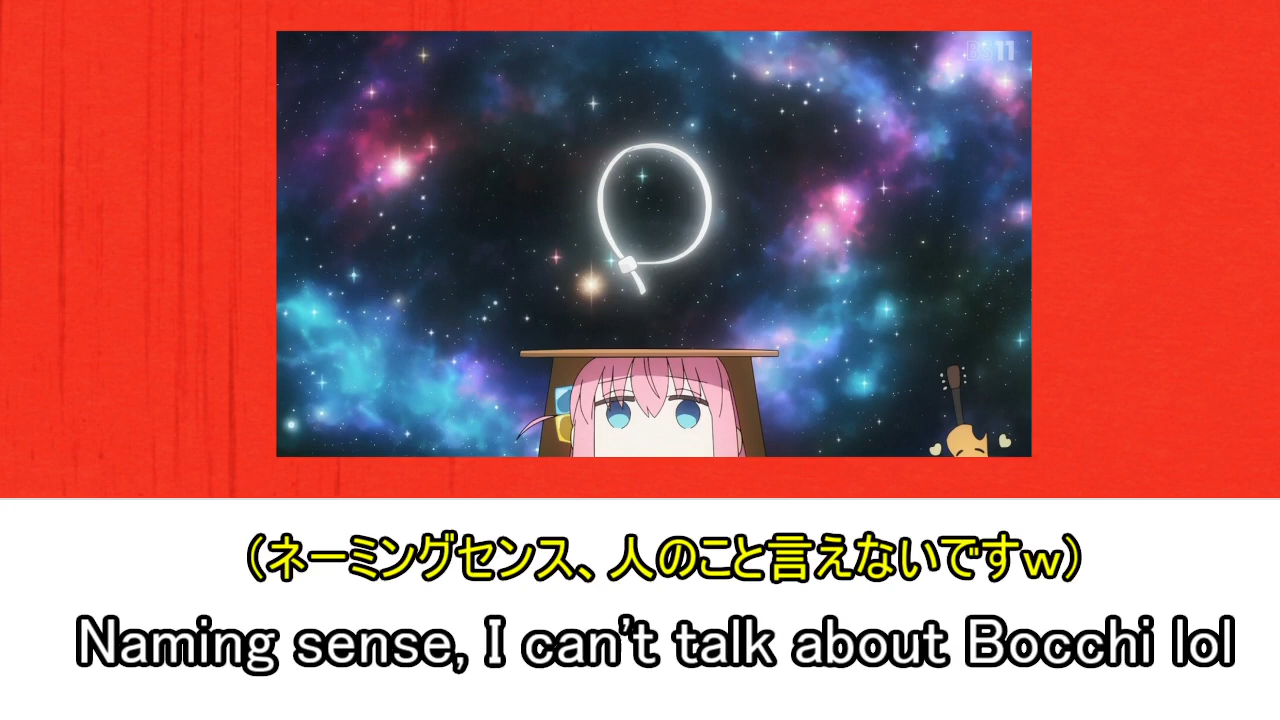 BS11
（ネーミングセンス、人のこと言えないですｗ）
Naming sense, I can't talk about Bocchi lol